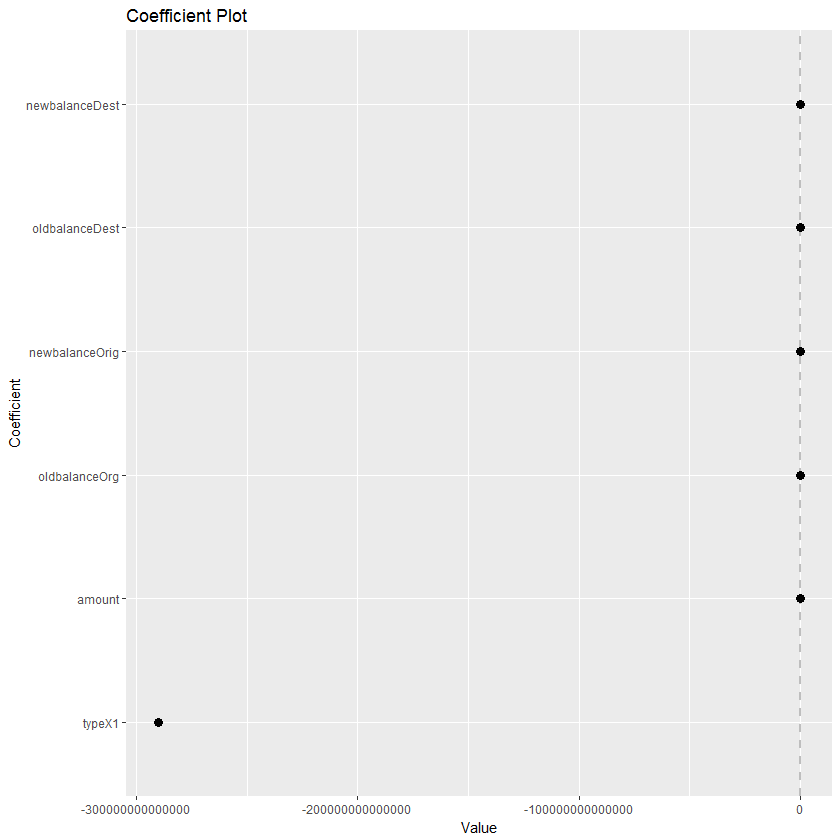 Coefficient Plot
newbalanceDest
oldbalanceDest
newbalanceOrig
oldbalanceOrg
amount
typeX1
Coefficient
-300000000000000 -200000000000000 -100000000000000 0
Value